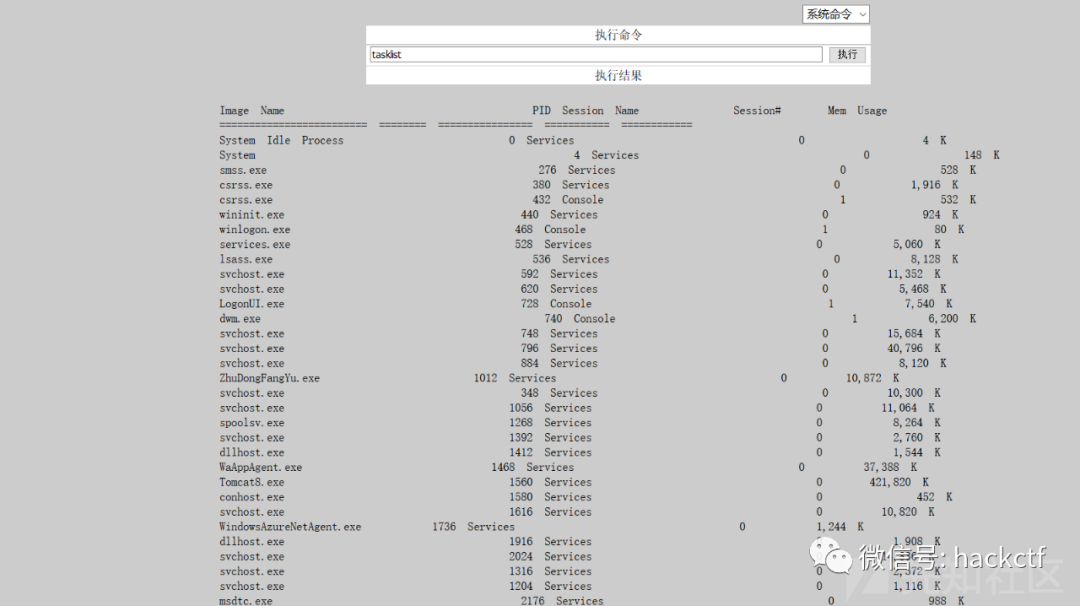 系统命令
执行命令
tasklist 执行
执行结果
Image Name PID Session Name Session# Mem Usage
========================= ======== ================ =========== ============
System Idle Process 0 Services 0 4 K
System 4 Services 0 148 K
smss.exe 276 Services 0 528 K
csrss.exe 380 Services 0 1,916 K
csrss.exe 432 Console 1 532 K
wininit.exe 440 Services 0 924 K
winlogon.exe 468 Console 1 80 K
services.exe 528 Services 0 5,060 K
lsass.exe 536 Services 0 8,128 K
svchost.exe 592 Services 0 11,352 K
svchost.exe 620 Services 0 5,468 K
LogonUI.exe 728 Console 1 7,540 K
dwm.exe 740 Console 1 6,200 K
svchost.exe 748 Services 0 15,684 K
svchost.exe 796 Services 0 40,796 K
svchost.exe 884 Services 0 8,120 K
ZhuDongFangYu.exe 1012 Services 0 10,872 K
svchost.exe 348 Services 0 10,300 K
svchost.exe 1056 Services 0 11,064 K
spoolsv.exe 1268 Services 0 8,264 K
svchost.exe 1392 Services 0 2,760 K
dllhost.exe 1412 Services 0 1,544 K
WaAppAgent.exe 1468 Services 0 37,388 K
Tomcat8.exe 1560 Services 0 421,820 K
conhost.exe 1580 Services 0 452 K
svchost.exe 1616 Services 0 10,820 K
WindowsAzureNetAgent.exe 1736 Services 0 1,244 K
dllhost.exe 1916 Services 0 1,908 K
svchost.exe 2024 Services 0 K
svchost.exe 1316 Services 0 K
svchost.exe 1204 Services 0 1,116 K
msdtc.exe 2176 Services 0 988 K
微信号: hackctf
社区